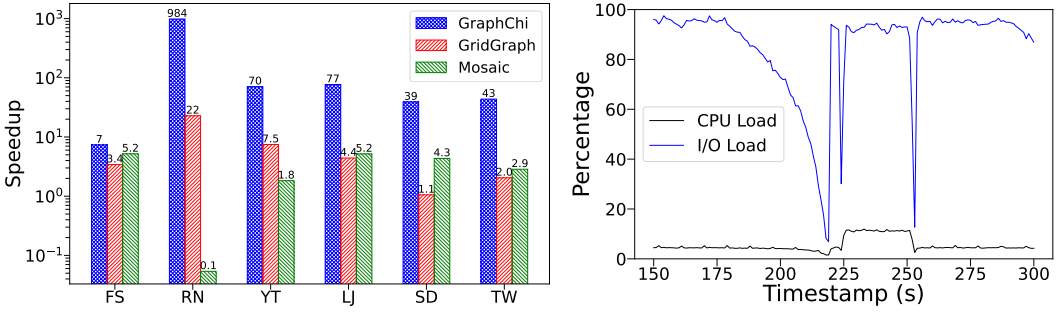 10³
10²
10¹
10⁰
10⁻¹
Speedup
7
3.4
5.2
984
22
0.1
70
7.5
1.8
77
4.4
5.2
39
1.1
4.3
43
2.0
2.9
GraphChi
GridGraph
Mosaic
FS RN YT LJ SD TW
100
80
60
40
20
0
Percentage
CPU Load
I/O Load
150 175 200 225 250 275 300
Timestamp (s)